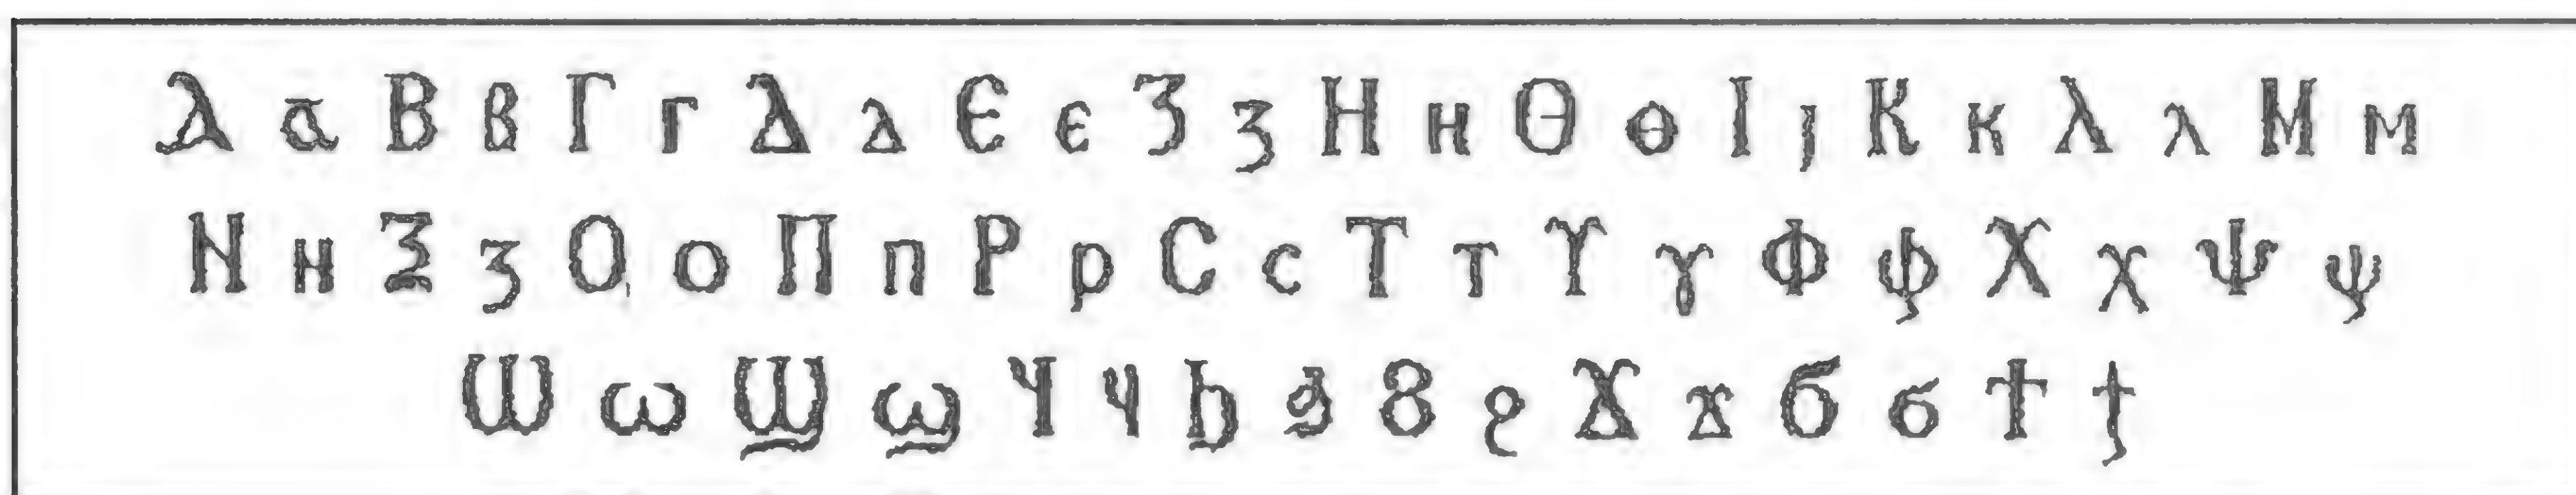 Ⲁ ⲁ Ⲃ ⲃ Ⲅ ⲅ Ⲇ ⲇ Ⲉ ⲉ Ⲍ ⲍ Ⲏ ⲏ Ⲑ ⲑ Ⲓ ⲓ Ⲕ ⲕ Ⲗ ⲗ Ⲙ ⲙ
Ⲛ ⲛ Ⲝ ⲝ Ⲟ ⲟ Ⲡ ⲡ Ⲣ ⲣ Ⲥ ⲥ Ⲧ ⲧ Ⲩ ⲩ Ⲫ ⲫ Ⲭ ⲭ Ⲯ ⲯ
Ⲱ ⲱ Ϣ ϣ Ϥ ϥ Ϧ ϧ Ϩ ϩ Ϫ ϫ Ϭ ϭ Ϯ ϯ